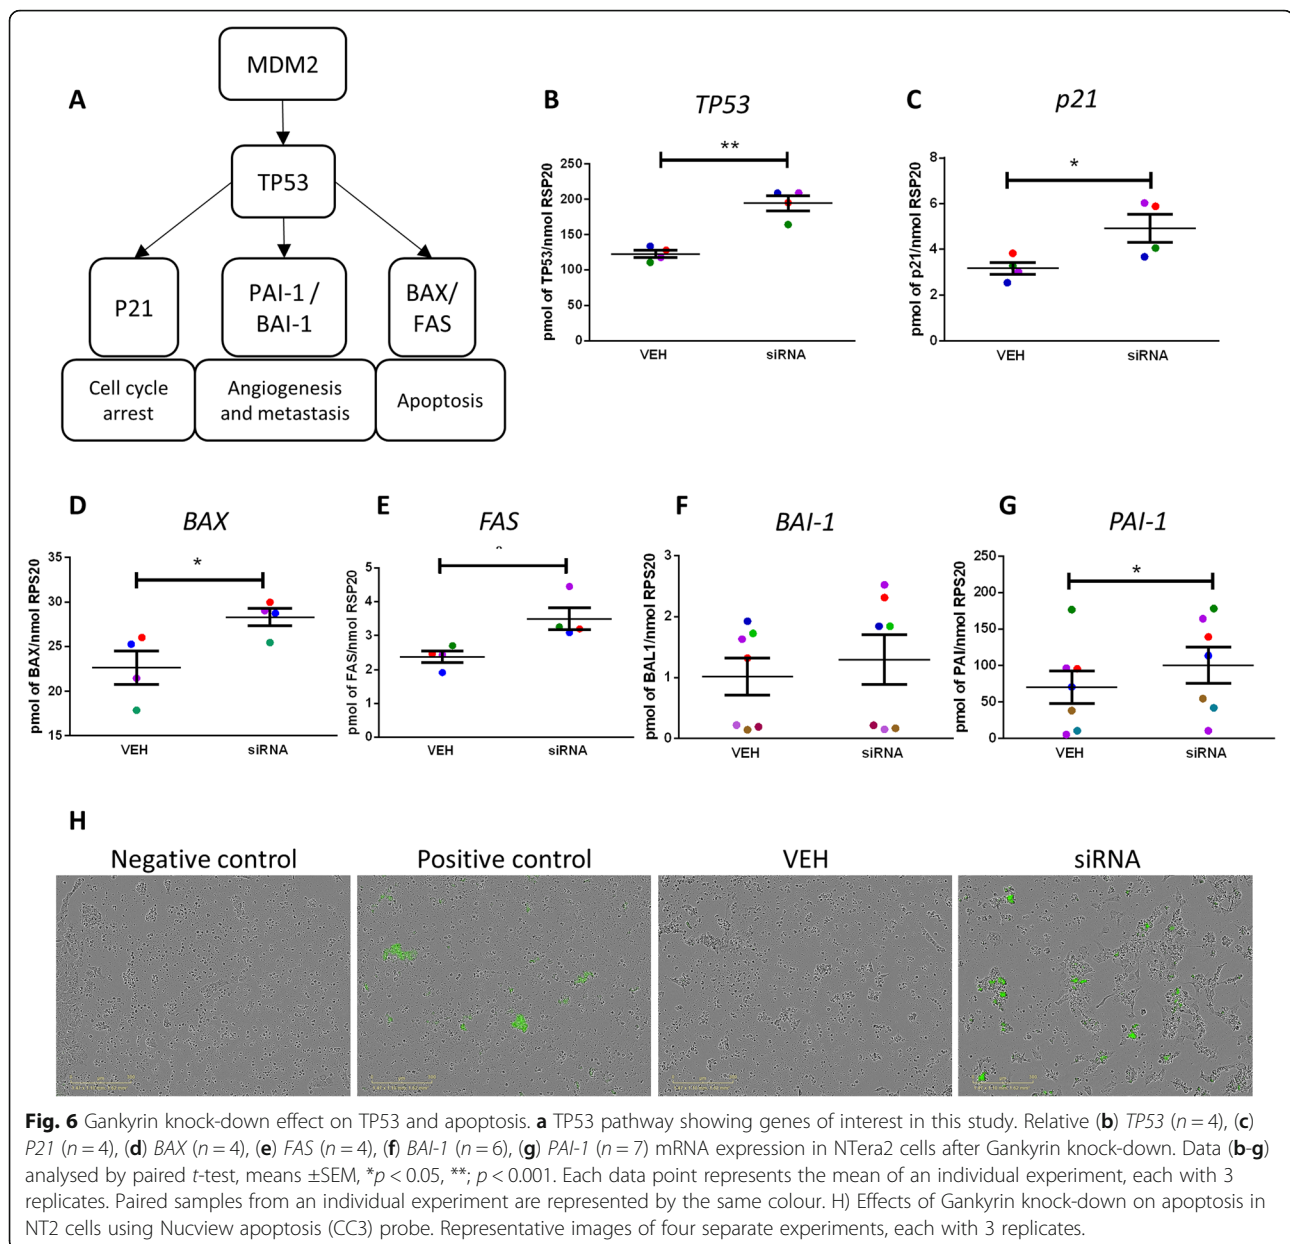 A
MDM2
TP53
P21
PAI-1 /
BAI-1
BAX/
FAS
Cell cycle
arrest
Angiogenesis
and metastasis
Apoptosis
B
TP53
**
pmol of TP53/nmol RSP20
250
200
150
100
50
0
VEH
siRNA
C
p21
*
pmol of p21/nmol RSP20
8
6
4
2
0
VEH
siRNA
D
BAX
*
pmol of BAX/nmol RPS20
35
30
25
20
15
VEH
siRNA
E
FAS
pmol of FAS/nmol RSP20
5
4
3
2
1
0
VEH
siRNA
F
BAI-1
pmol of BAL1/nmol RPS20
3
2
1
0
VEH
siRNA
G
PAI-1
*
pmol of PAI/nmol RPS20
250
200
150
100
50
0
VEH
siRNA
H
Negative control
Positive control
VEH
siRNA
Fig. 6 Gankyrin knock-down effect on TP53 and apoptosis. a TP53 pathway showing genes of interest in this study. Relative (b) TP53 (n = 4), (c)
P21 (n = 4), (d) BAX (n = 4), (e) FAS (n = 4), (f) BAI-1 (n = 6), (g) PAI-1 (n = 7) mRNA expression in NTera2 cells after Gankyrin knock-down. Data (b-g)
analysed by paired t-test, means ±SEM, *p < 0.05, **; p < 0.001. Each data point represents the mean of an individual experiment, each with 3
replicates. Paired samples from an individual experiment are represented by the same colour. H) Effects of Gankyrin knock-down on apoptosis in
NT2 cells using Nucview apoptosis (CC3) probe. Representative images of four separate experiments, each with 3 replicates.